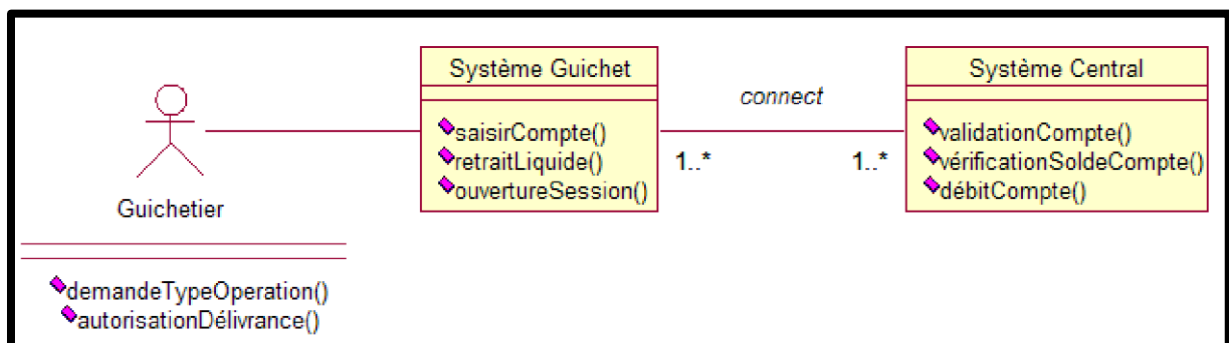 Système Guichet
saisirCompte()
retraitLiquide()
ouvertureSession()
connect
1..*
1..*
Système Central
validationCompte()
vérificationSoldeCompte()
débitCompte()
Guichetier
demandeTypeOperation()
autorisationDélivrance()